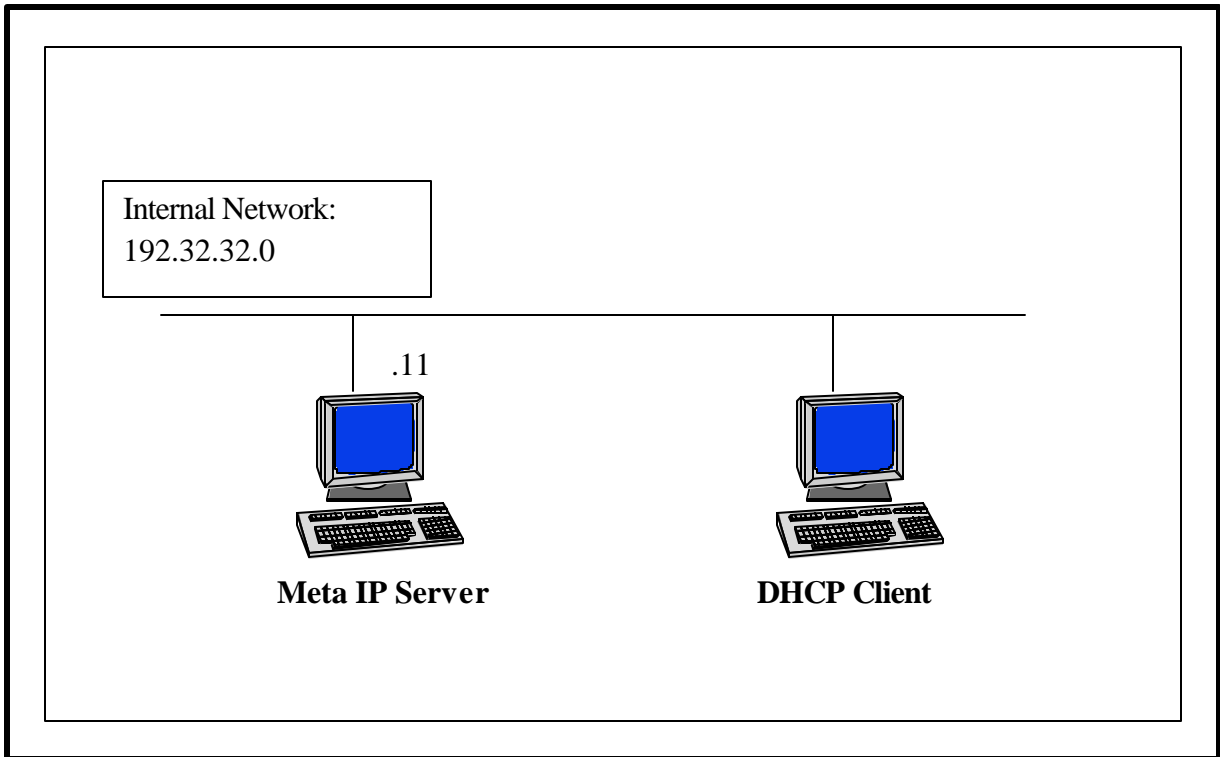 Internal Network:
192.32.32.0
.11
Meta IP Server
DHCP Client